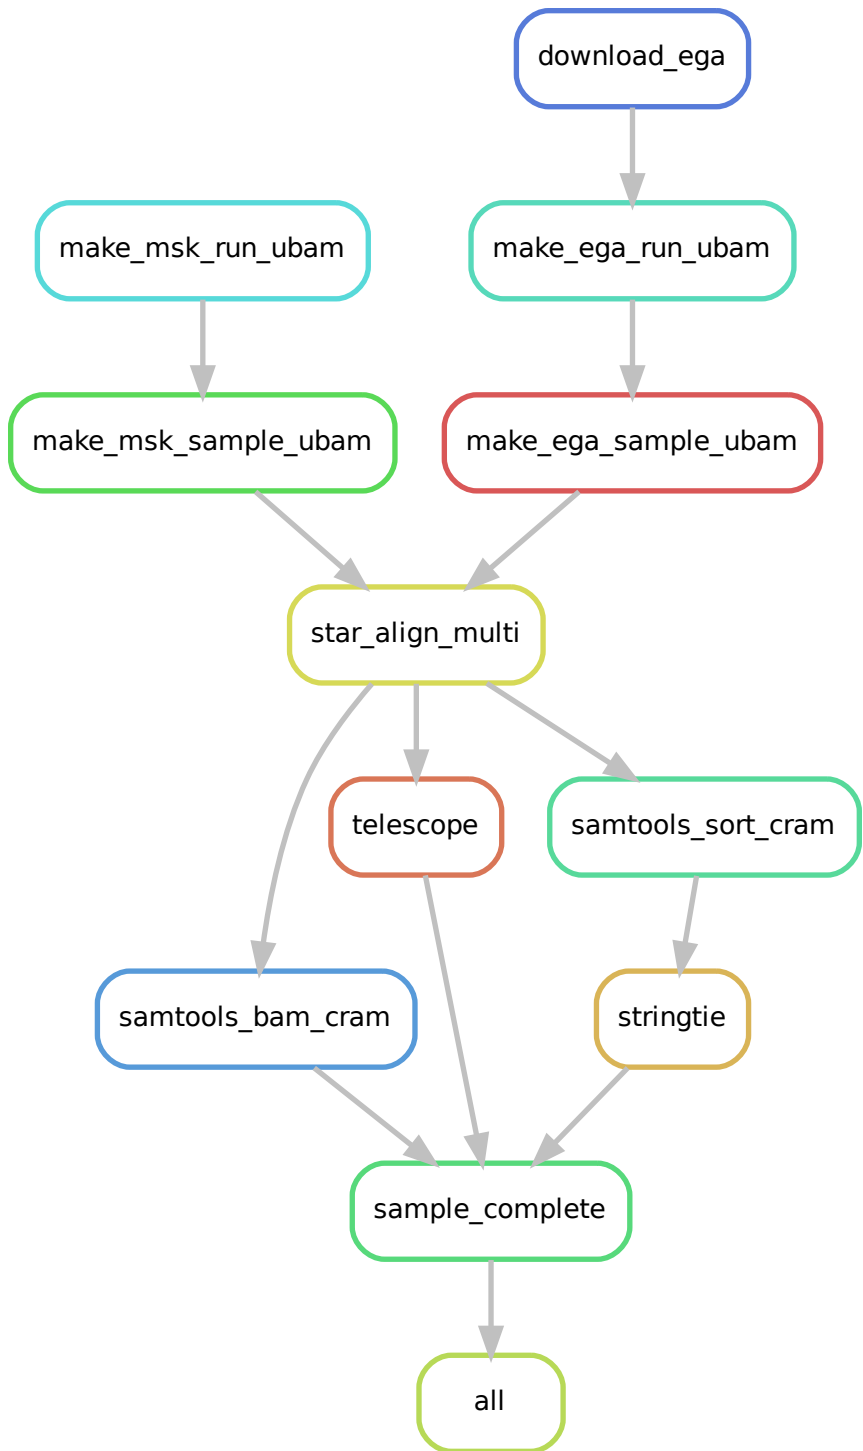 download_ega
make_msk_run_ubam
make_ega_run_ubam
make_msk_sample_ubam
make_ega_sample_ubam
star_align_multi
telescope
samtools_sort_cram
samtools_bam_cram
stringtie
sample_complete
all